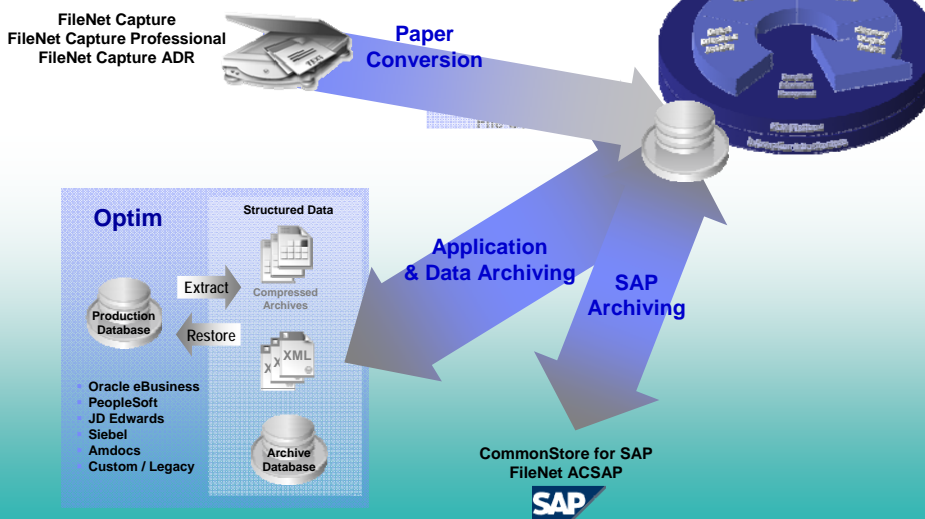 FileNet Capture
FileNet Capture Professional
FileNet Capture ADR
TEXT
Paper
Conversion
Optim
Structured Data
Extract
Compressed
Archives
Production
Database
Restore
XML
Oracle eBusiness
PeopleSoft
JD Edwards
Siebel
Amdocs
Custom / Legacy
Archive
Database
Application
& Data Archiving
SAP
Archiving
CommonStore for SAP
FileNet ACSAP
SAP